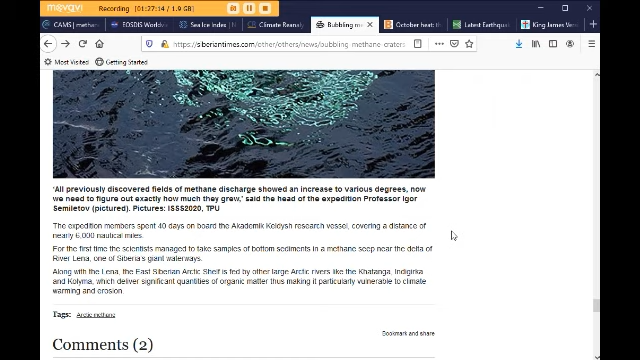 movavi Recording 01:27:14 / 1.9 GB
CAMS | methane
EOSDIS Worldvi
Sea Ice Index |
Climate Reanaly
Bubbling methan
October heat: th
Latest Earthqua
King James Vers
https://siberiantimes.com/other/others/news/bubbling-methane-craters-
Most Visited Getting Started
'All previously discovered fields of methane discharge showed an increase to various degrees, now
we need to figure out exactly how much they grew,' said the head of the expedition Professor Igor
Semiletov (pictured). Pictures: ISSS2020, TPU
The expedition members spent 40 days on board the Akademik Keldysh research vessel, covering a distance of
nearly 6,000 nautical miles.
For the first time the scientists managed to take samples of bottom sediments in a methane seep near the delta of
River Lena, one of Siberia's giant waterways.
Along with the Lena, the East Siberian Arctic Shelf is fed by other large Arctic rivers like the Khatanga, Indigirka
and Kolyma, which deliver significant quantities of organic matter thus making it particularly vulnerable to climate
warming and erosion.
Tags: Arctic methane
Bookmark and share
Comments (2)